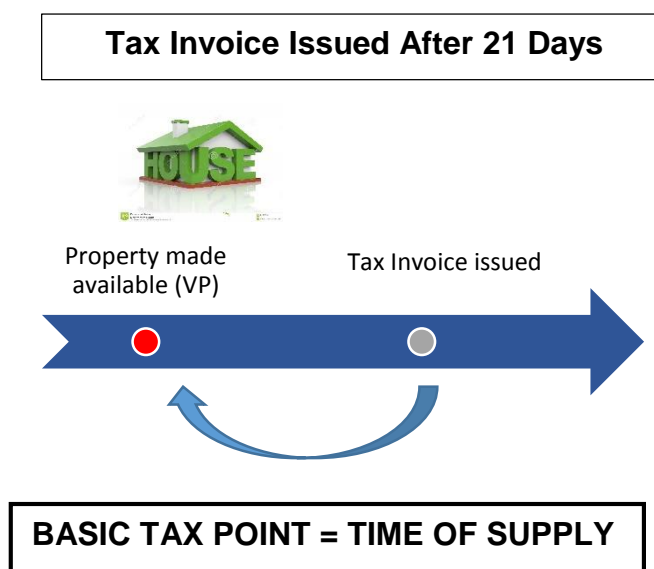 Tax Invoice Issued After 21 Days
HOUSE
Property made
available (VP)
Tax Invoice issued
BASIC TAX POINT = TIME OF SUPPLY